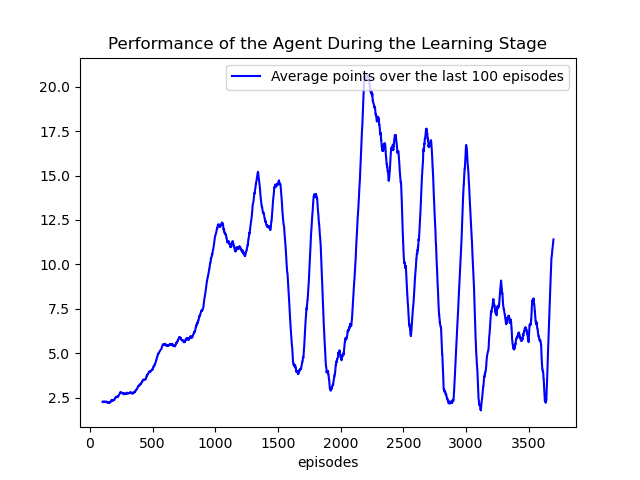 Performance of the Agent During the Learning Stage
Average points over the last 100 episodes
20.0
17.5
15.0
12.5
10.0
7.5
5.0
2.5
0 500 1000 1500 2000 2500 3000 3500
episodes